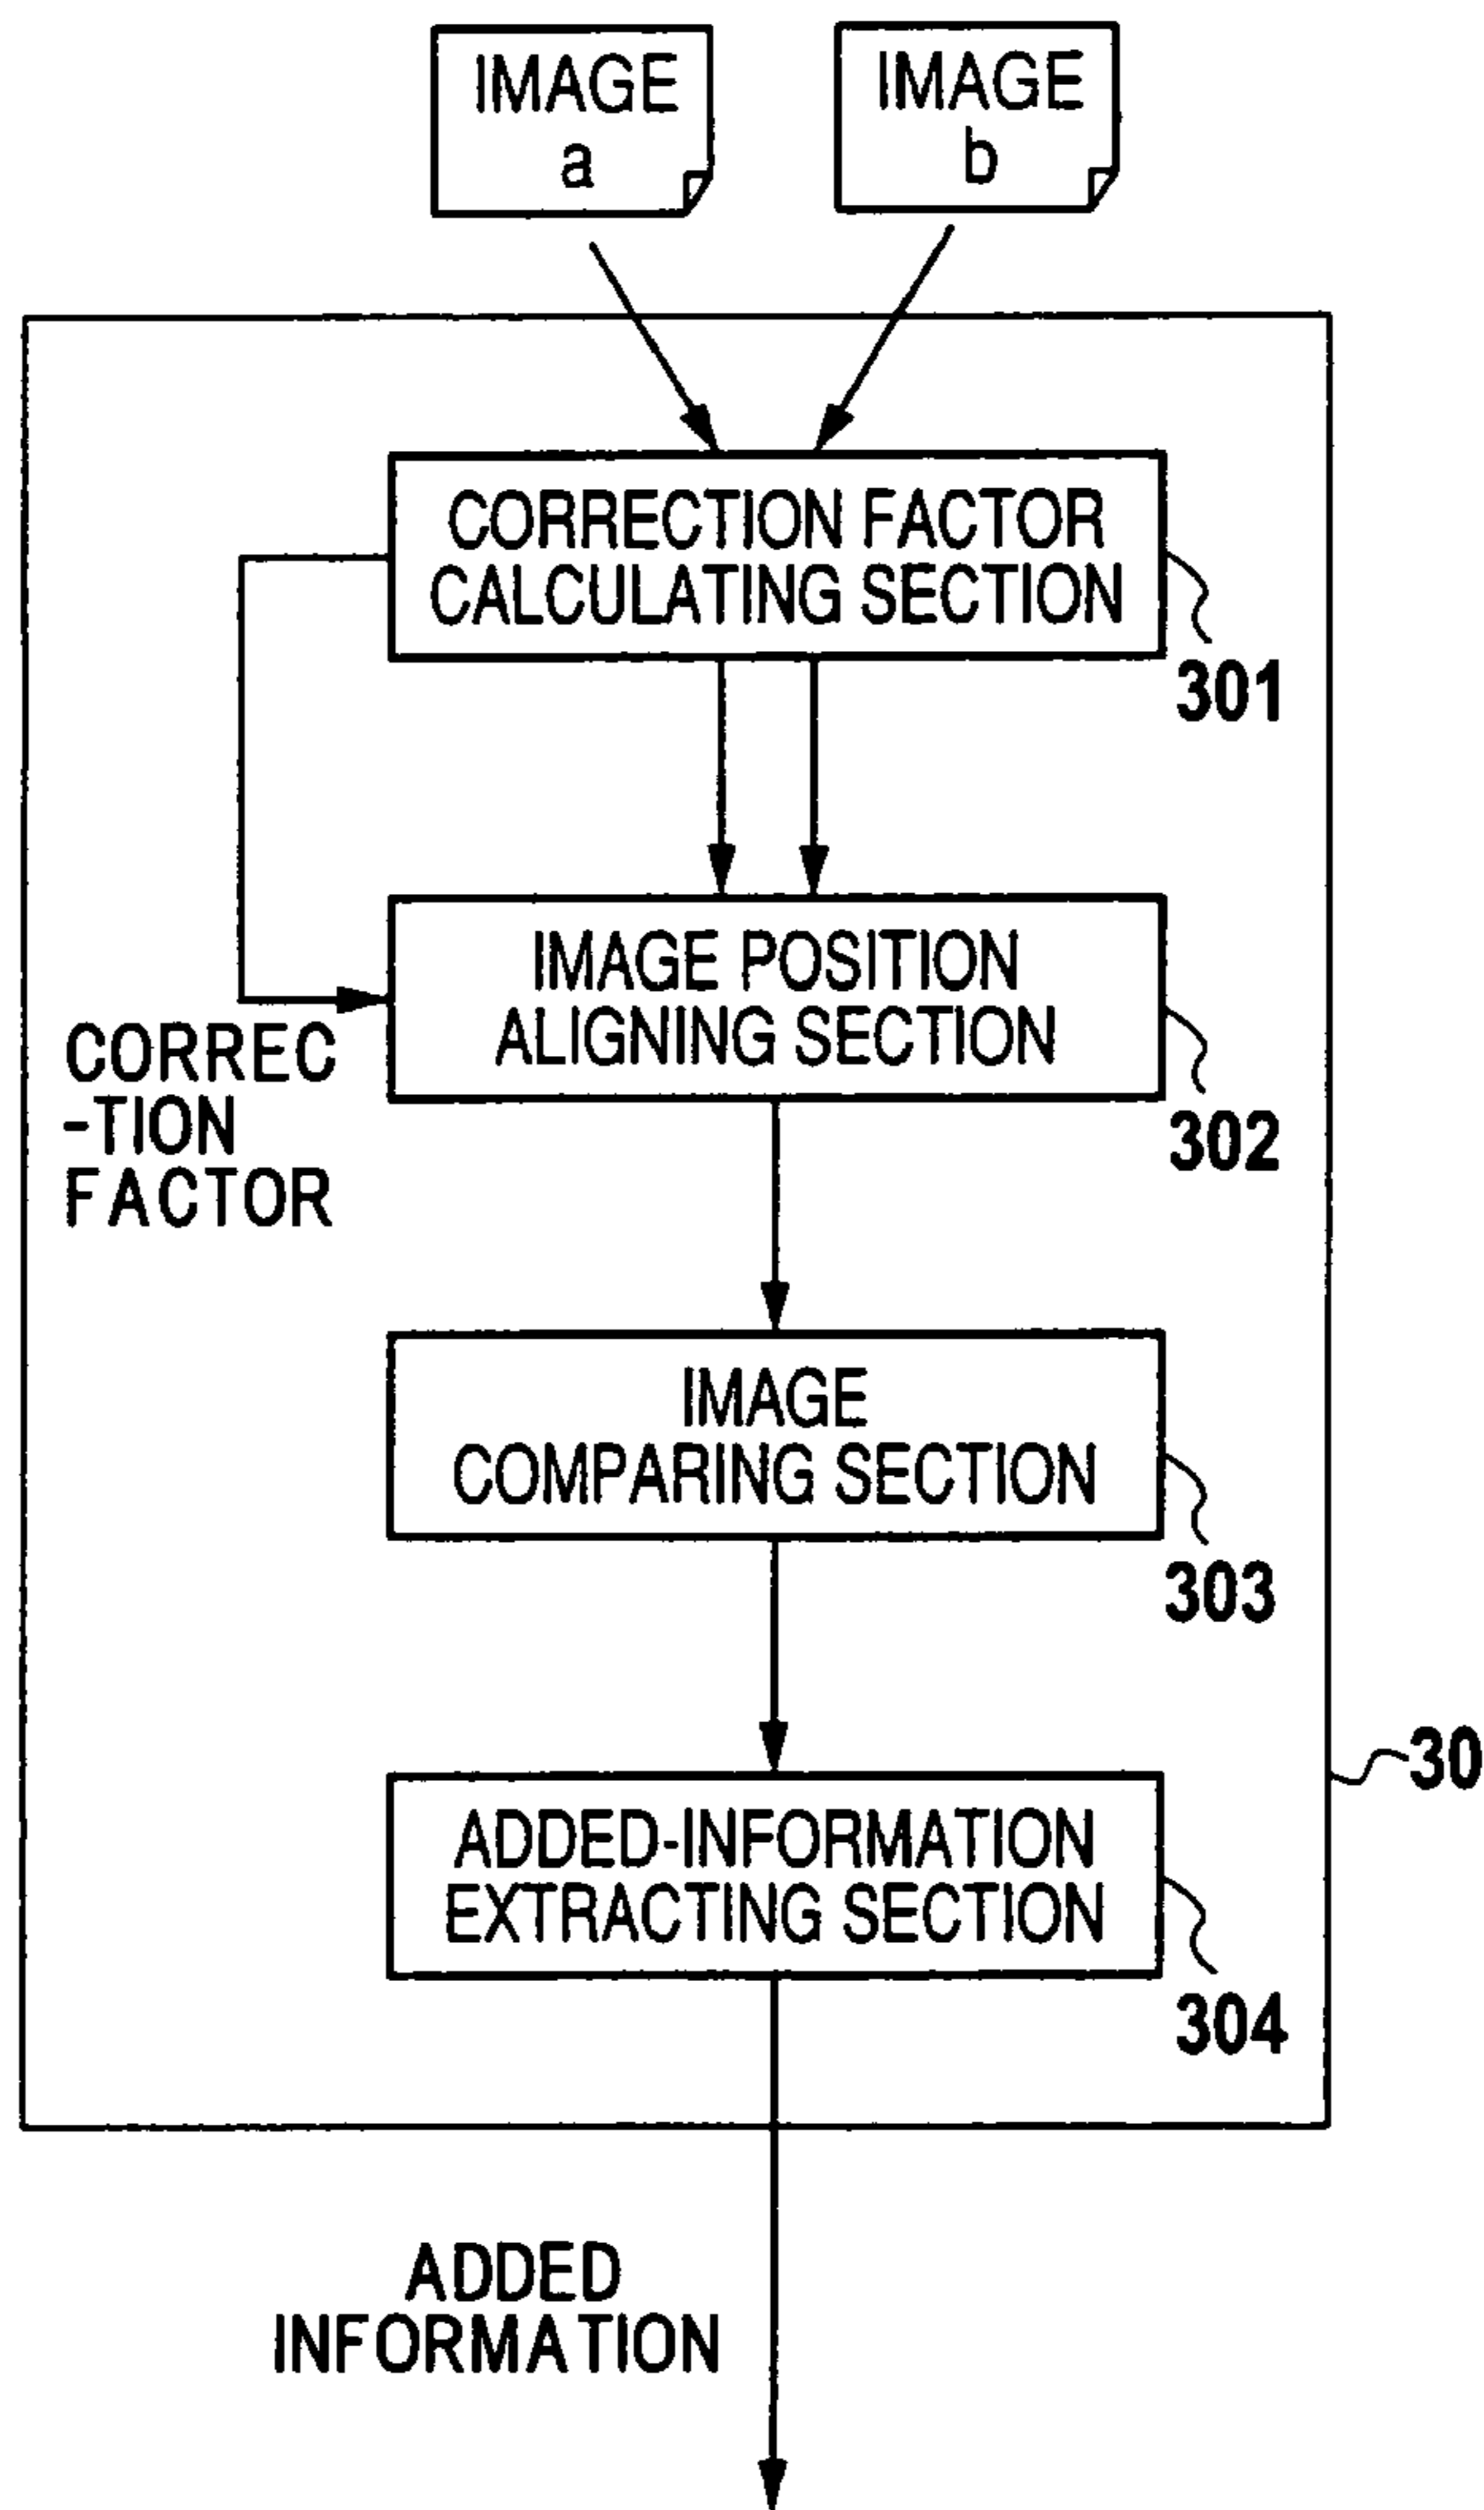 IMAGE
a
IMAGE
b
CORRECTION FACTOR
CALCULATING SECTION
301
IMAGE POSITION
ALIGNING SECTION
302
CORREC
-TION
FACTOR
IMAGE
COMPARING SECTION
303
30
ADDED-INFORMATION
EXTRACTING SECTION
304
ADDED
INFORMATION